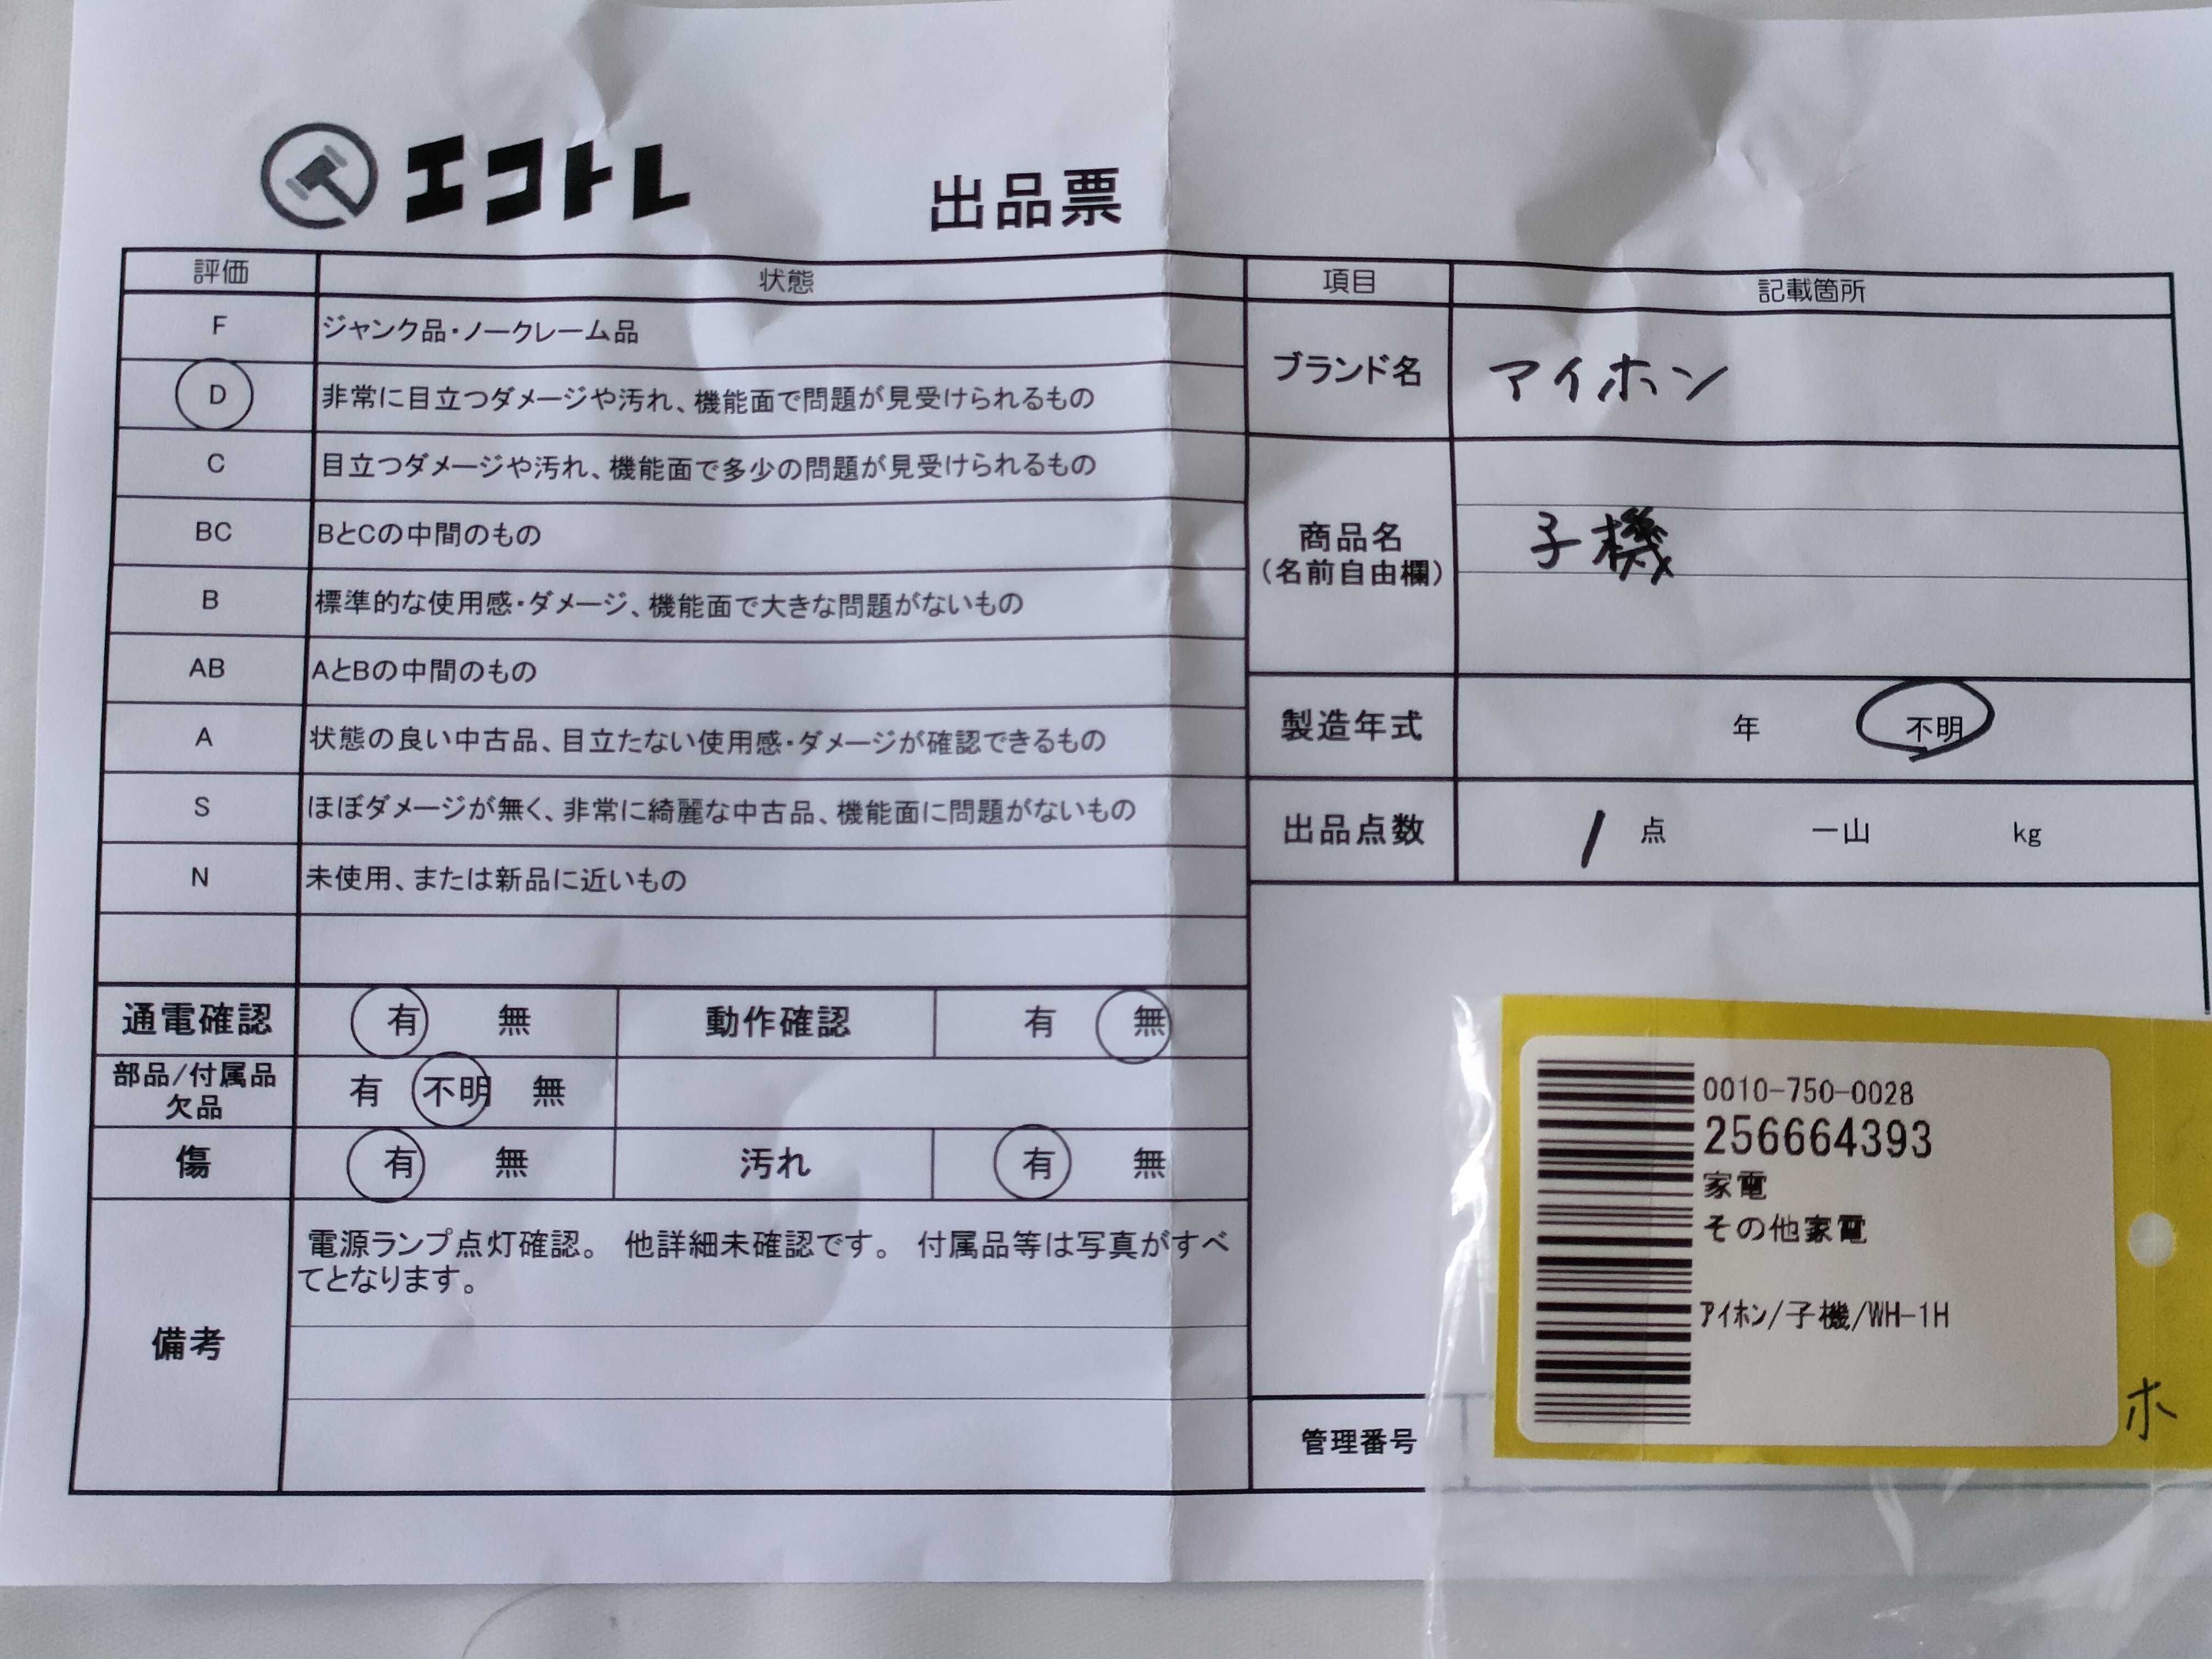 エコトレ
出品票
評価 状態
F ジャンク品・ノークレーム品
D 非常に目立つダメージや汚れ、機能面で問題が見受けられるもの
C 目立つダメージや汚れ、機能面で多少の問題が見受けられるもの
BC BとCの中間のもの
B 標準的な使用感・ダメージ、機能面で大きな問題がないもの
AB AとBの中間のもの
A 状態の良い中古品、目立たない使用感・ダメージが確認できるもの
S ほぼダメージが無く、非常に綺麗な中古品、機能面に問題がないもの
N 未使用、または新品に近いもの
通電確認 有 無 動作確認 有 無
部品/付属品
欠品
有 不明 無
傷 有 無 汚れ 有 無
備考
電源ランプ点灯確認。 他詳細未確認です。 付属品等は写真がすべ
てとなります。
項目 記載箇所
ブランド名 アイホン
商品名
(名前自由欄)
子機
製造年式 年 不明
出品点数 1 点 一山 kg
管理番号
0010-750-0028
256664393
家電
その他家電
ｱｲﾎﾝ/子機/WH-1H
ホ